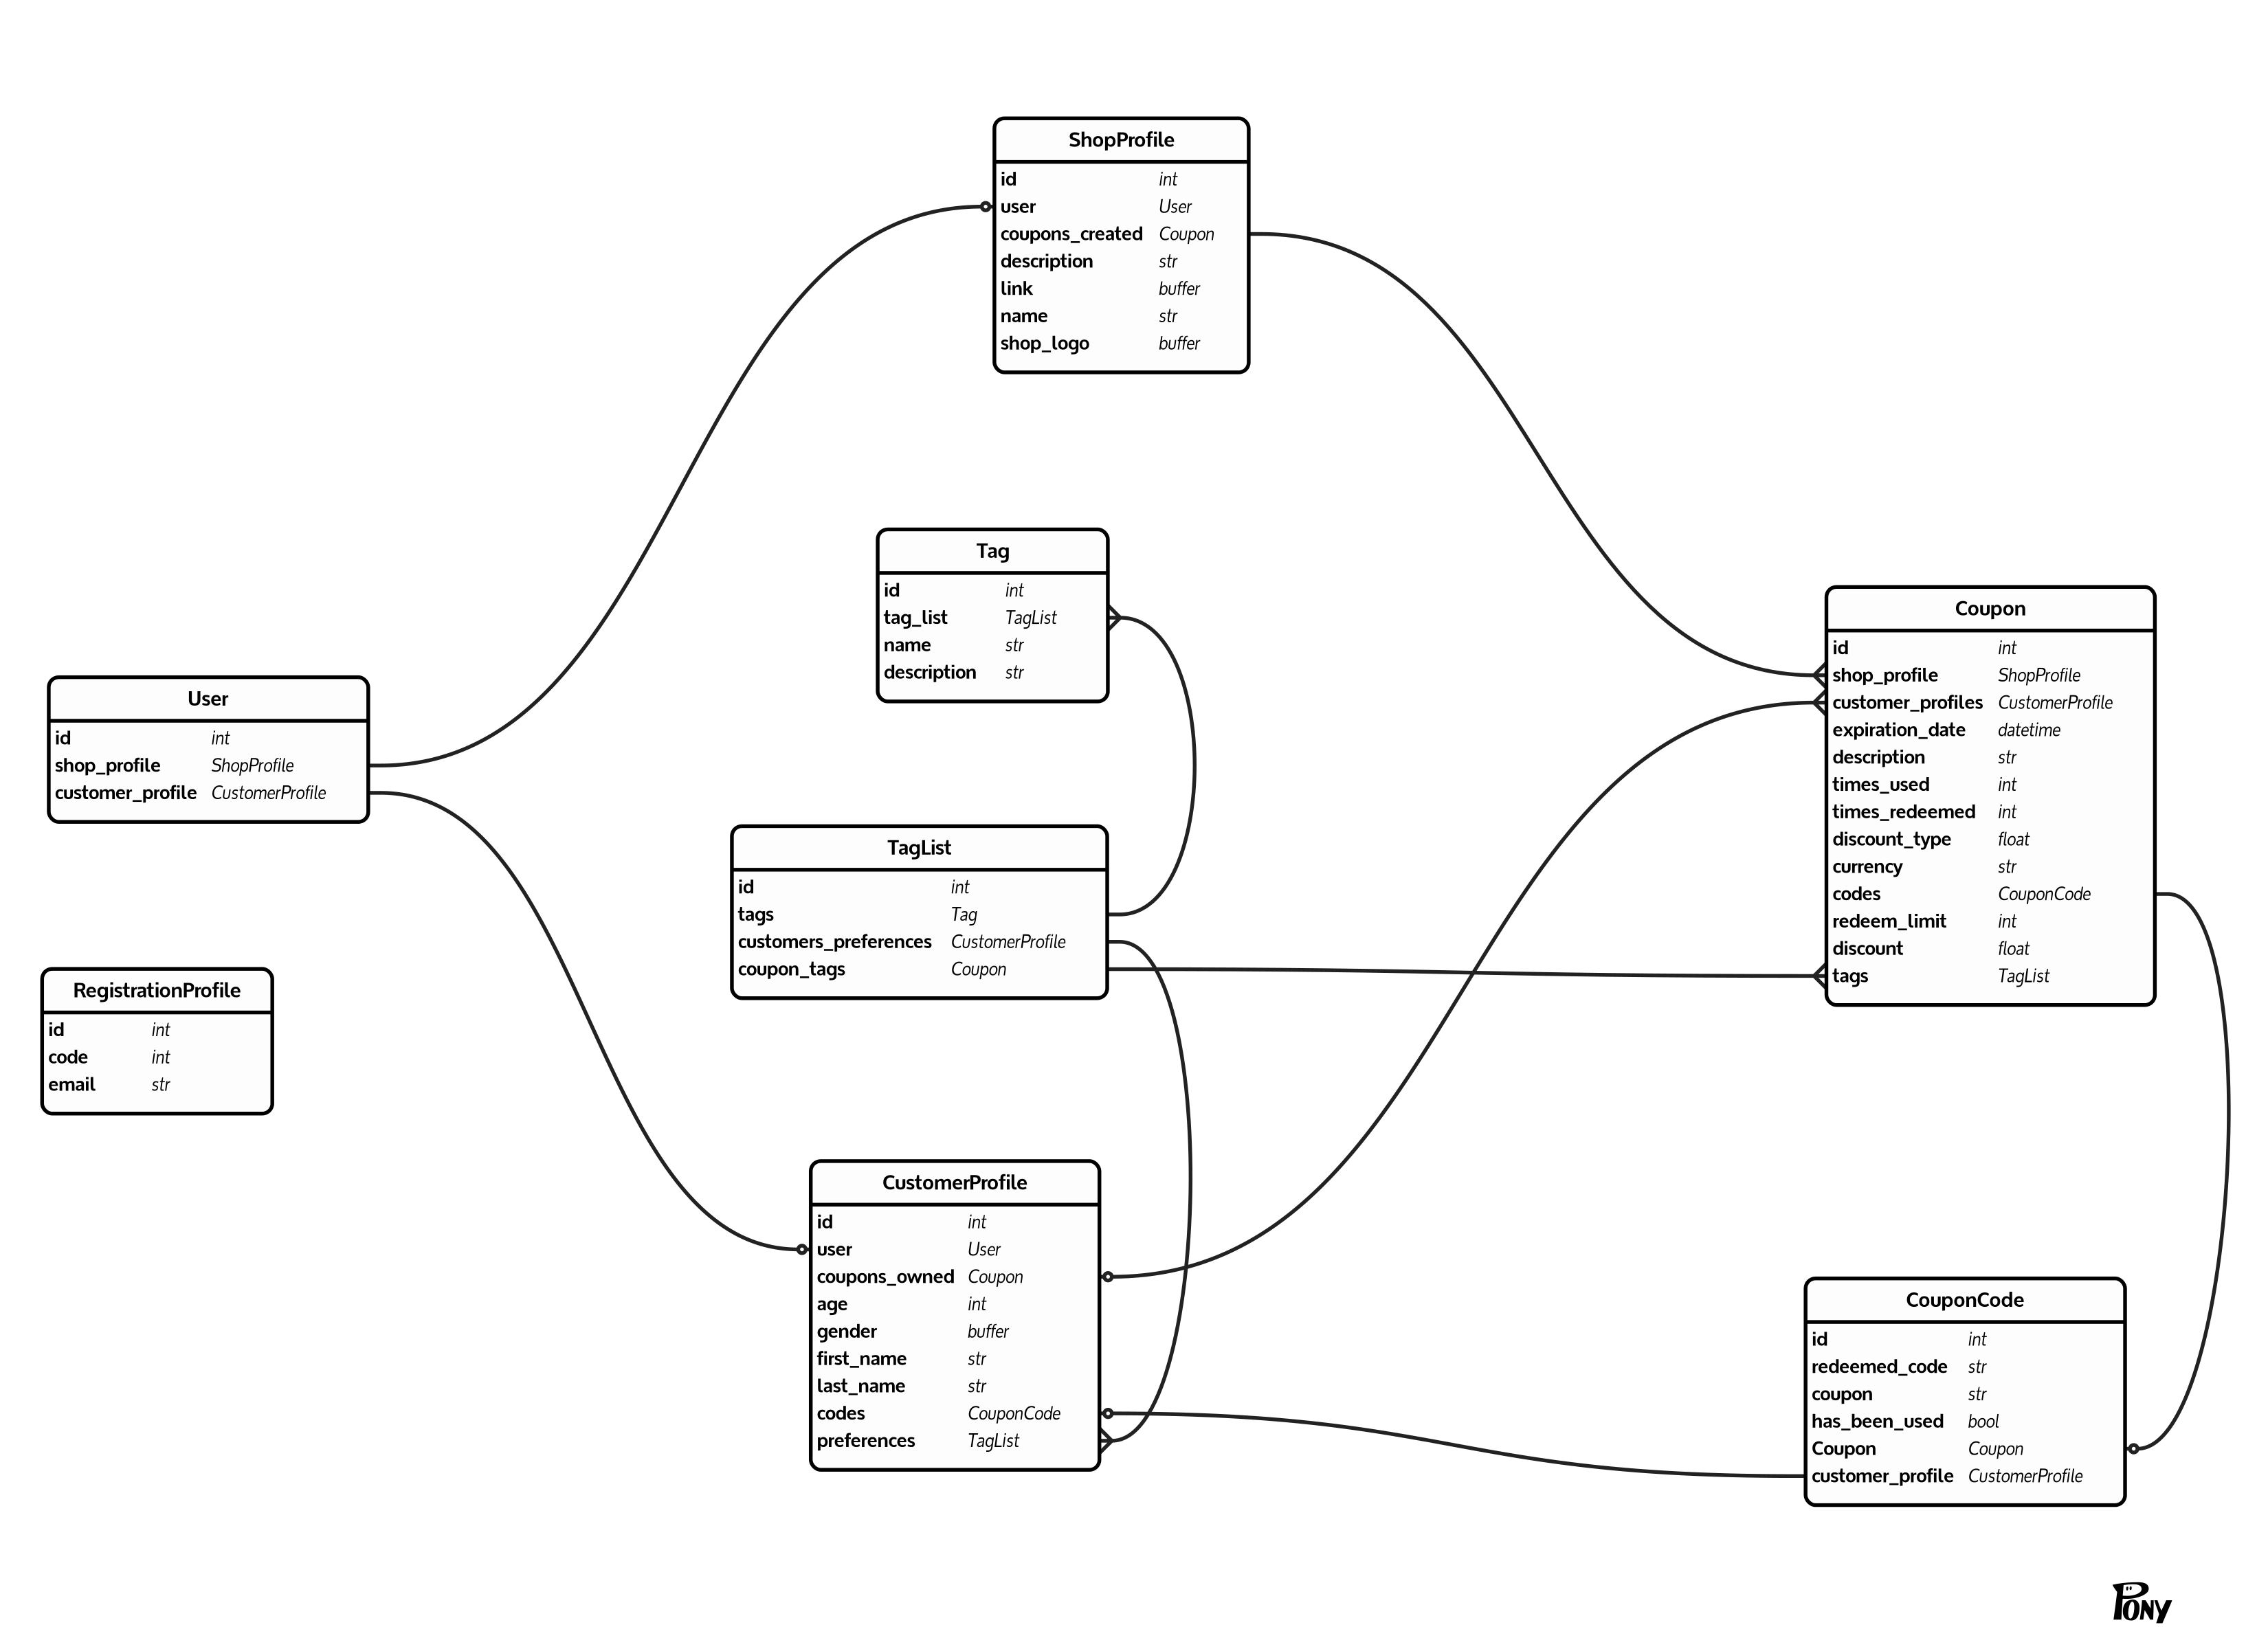 ShopProfile
id int
user User
coupons_created Coupon
description str
link buffer
name str
shop_logo buffer
Tag
id int
tag_list TagList
name str
description str
User
id int
shop_profile ShopProfile
customer_profile CustomerProfile
Coupon
id int
shop_profile ShopProfile
customer_profiles CustomerProfile
expiration_date datetime
description str
times_used int
times_redeemed int
discount_type float
currency str
codes CouponCode
redeem_limit int
discount float
tags TagList
TagList
id int
tags Tag
customers_preferences CustomerProfile
coupon_tags Coupon
RegistrationProfile
id int
code int
email str
CustomerProfile
id int
user User
coupons_owned Coupon
age int
gender buffer
first_name str
last_name str
codes CouponCode
preferences TagList
CouponCode
id int
redeemed_code str
coupon str
has_been_used bool
Coupon Coupon
customer_profile CustomerProfile
PONY